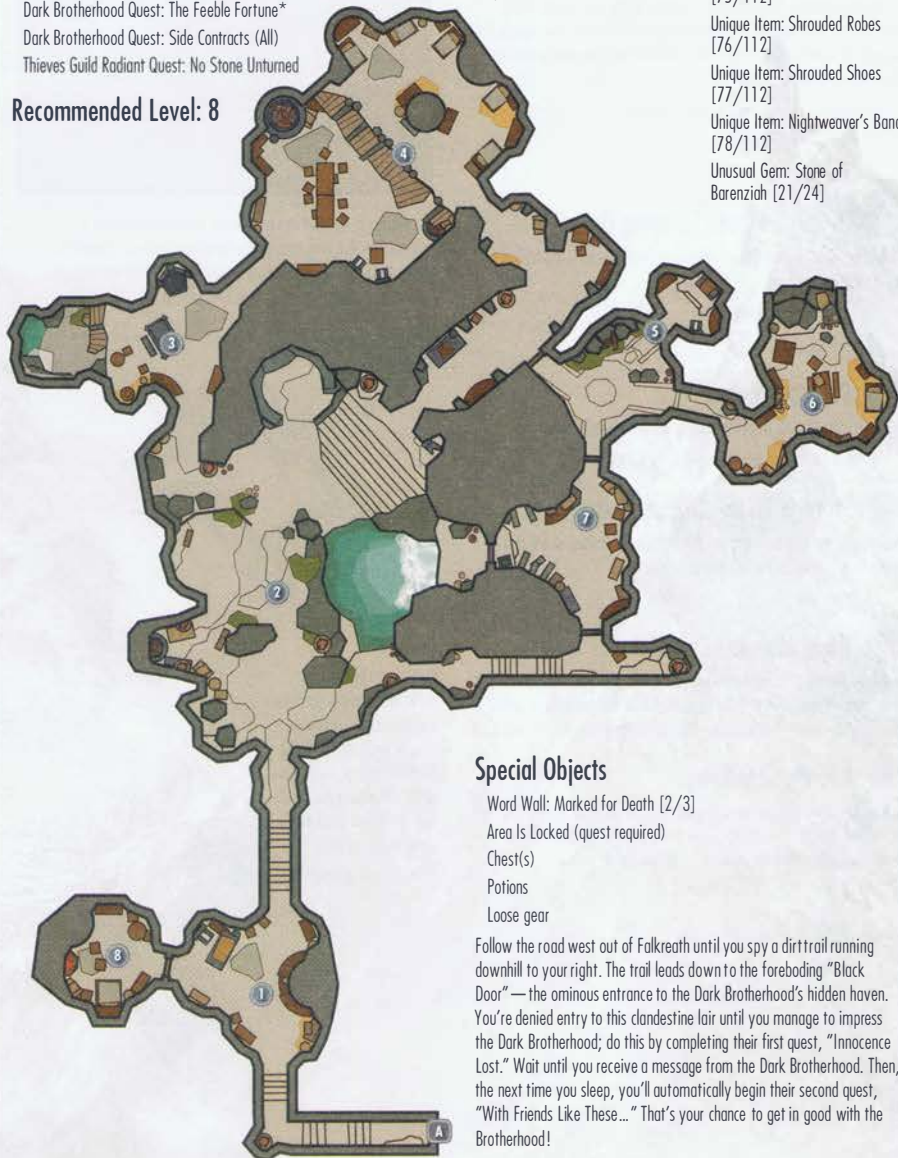 Dark Brotherhood Quest: The Feeble Fortune*
Dark Brotherhood Quest: Side Contracts (All)
Thieves Guild Radiant Quest: No Stone Unturned
Recommended Level: 8
[75/112]
Unique Item: Shrouded Robes
[76/112]
Unique Item: Shrouded Shoes
[77/112]
Unique Item: Nightweaver's Band
[78/112]
Unusual Gem: Stone of
Barenziah [21/24]
4
3
5
6
7
2
8
1
A
Special Objects
Word Wall: Marked for Death [2/3]
Area Is Locked (quest required)
Chest(s)
Potions
Loose gear
Follow the road west out of Falkreath until you spy a dirt trail running
downhill to your right. The trail leads down to the foreboding "Black
Door" — the ominous entrance to the Dark Brotherhood's hidden haven.
You're denied entry to this clandestine lair until you manage to impress
the Dark Brotherhood; do this by completing their first quest, "Innocence
Lost." Wait until you receive a message from the Dark Brotherhood. Then,
the next time you sleep, you'll automatically begin their second quest,
"With Friends Like These..." That's your chance to get in good with the
Brotherhood!